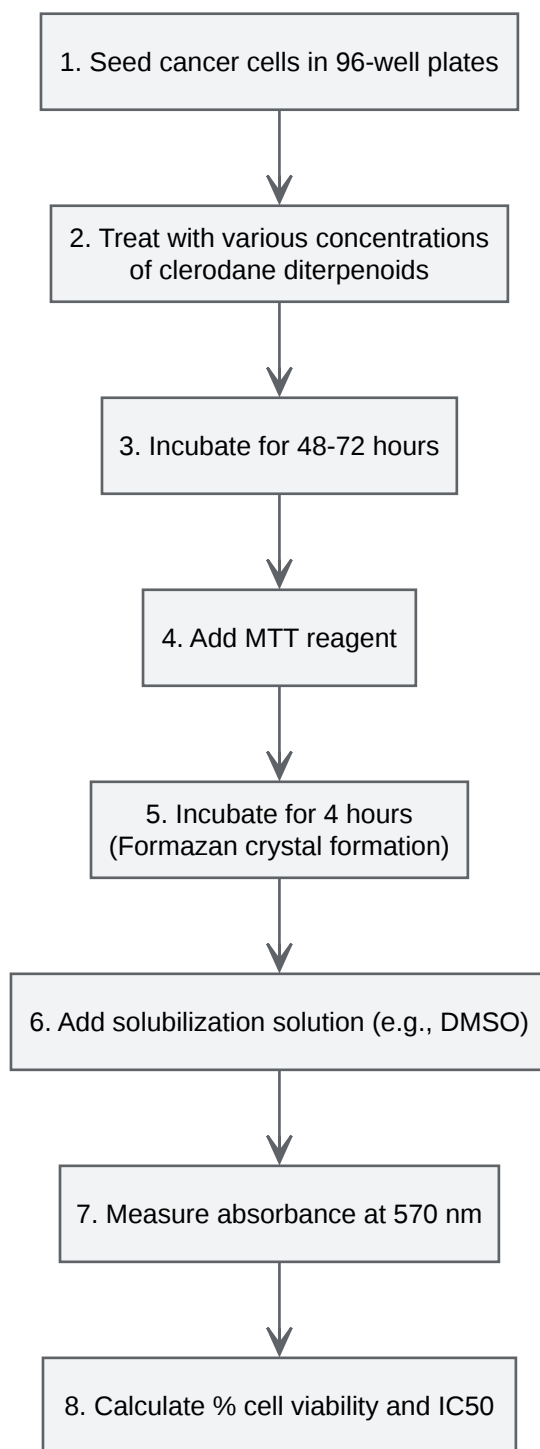 1. Seed cancer cells in 96-well plates
2. Treat with various concentrations
of clerodane diterpenoids
3. Incubate for 48-72 hours
4. Add MTT reagent
5. Incubate for 4 hours
(Formazan crystal formation)
6. Add solubilization solution (e.g., DMSO)
7. Measure absorbance at 570 nm
8. Calculate % cell viability and IC50